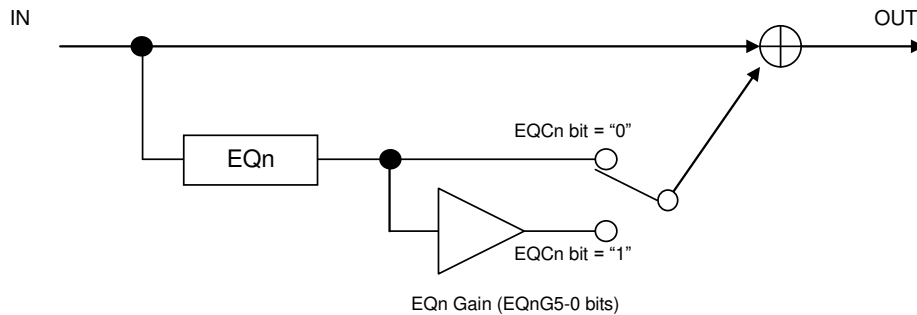 IN
OUT
EQCn bit = “0”
EQn
EQCn bit = “1”
EQn Gain (EQnG5-0 bits)